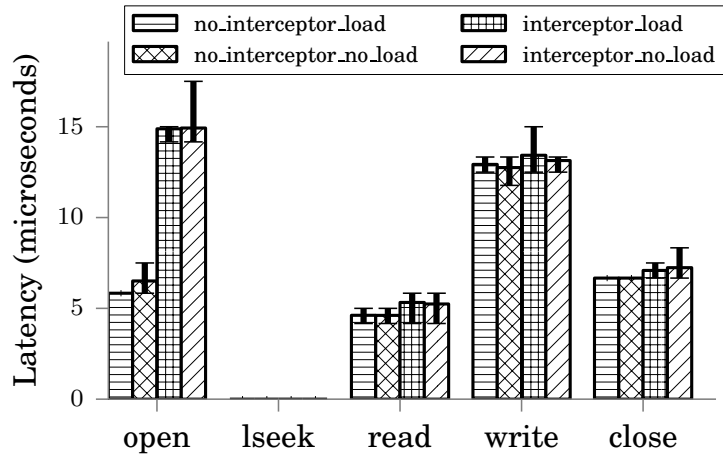 no_interceptor_load
interceptor_load
no_interceptor_no_load
interceptor_no_load
Latency (microseconds)
15
10
5
0
open lseek read write close